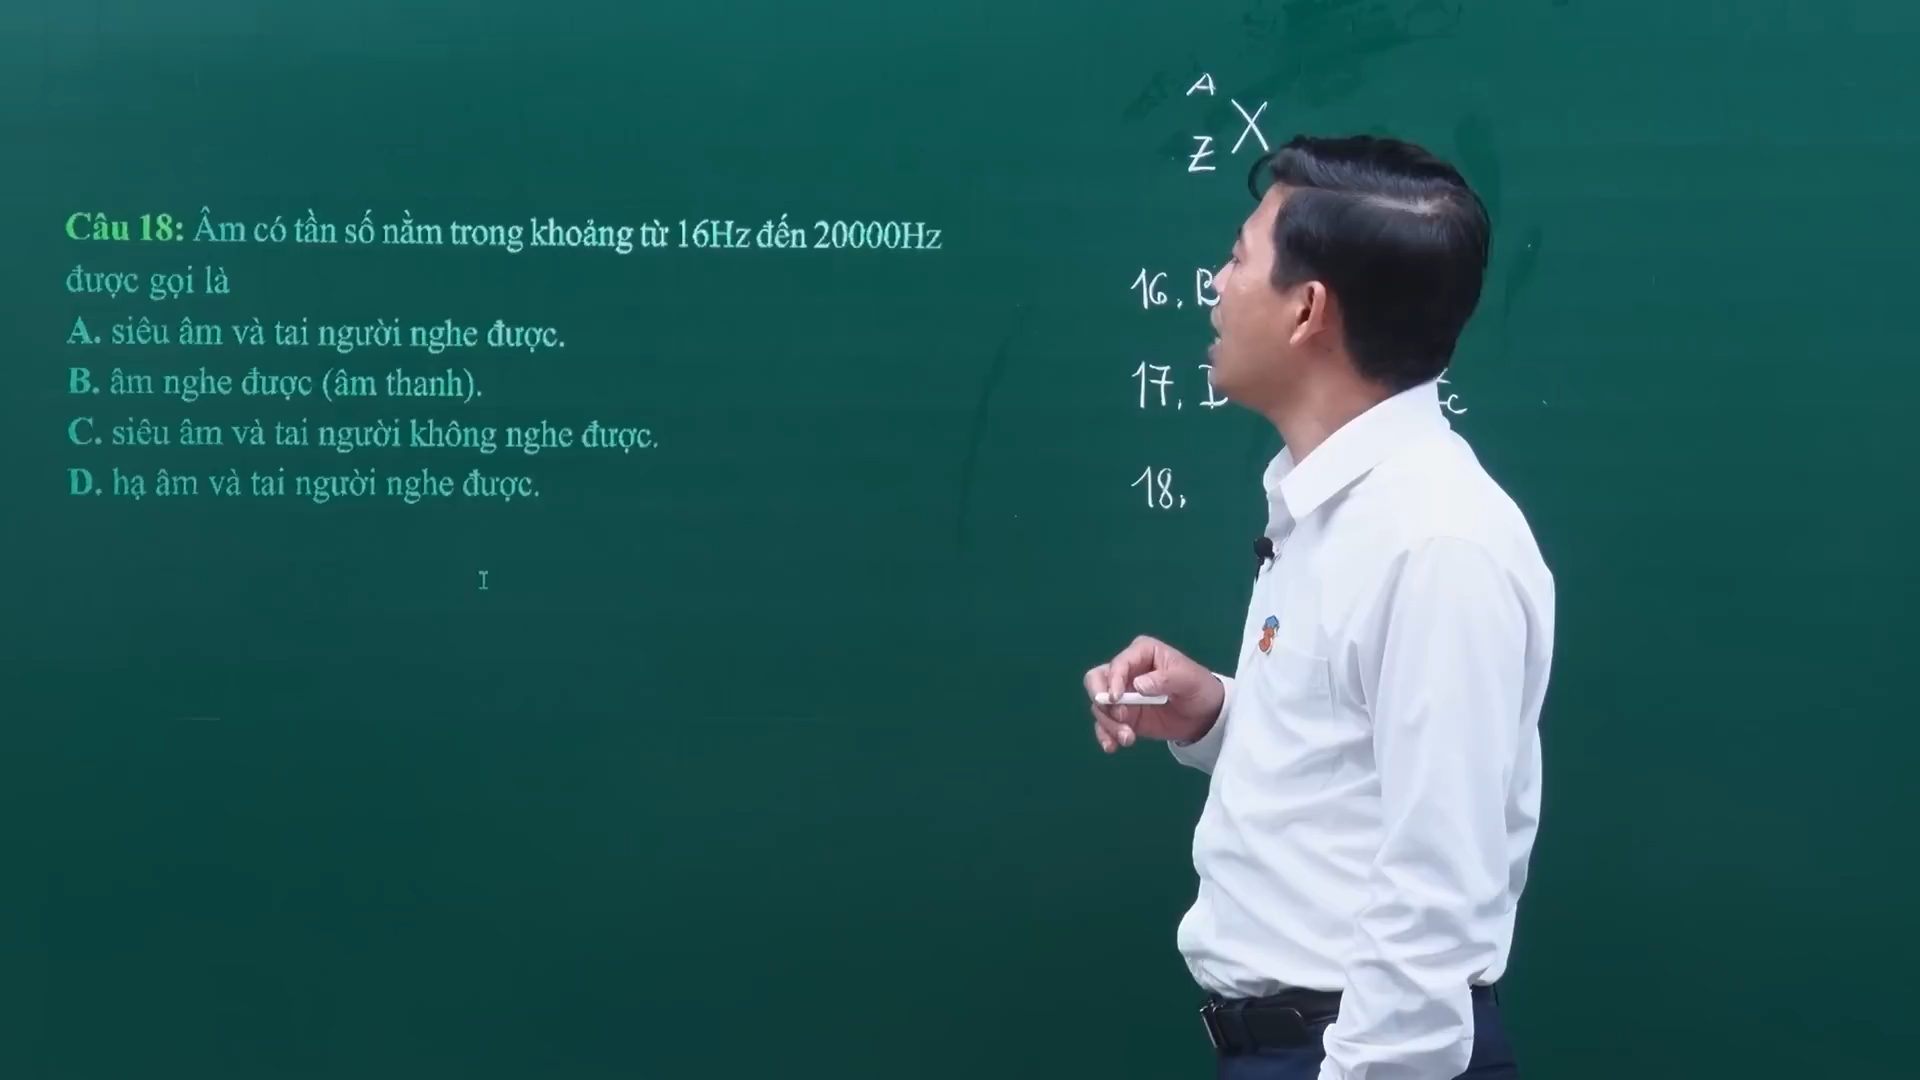 Câu 18: Âm có tần số nằm trong khoảng từ 16Hz đến 20000Hz
được gọi là
A. siêu âm và tai người nghe được.
B. âm nghe được (âm thanh).
C. siêu âm và tai người không nghe được.
D. hạ âm và tai người nghe được.
A
Z X
16. B
17.
18.